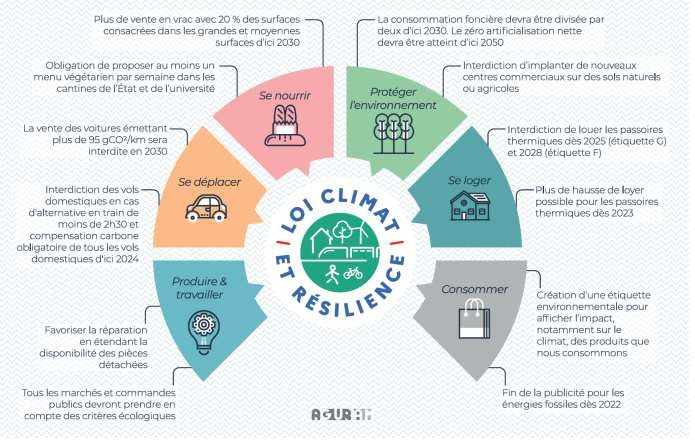 Plus de vente en vrac avec 20 % des surfaces
consacrées dans les grandes et moyennes
surfaces d'ici 2030
La consommation foncière devra être divisée par
deux d'ici 2030. Le zéro artificialisation nette
devra être atteint d'ici 2050
Obligation de proposer au moins un
menu végétarien par semaine dans les
cantines de l'État et de l'université
Interdiction d'implanter de nouveaux
centres commerciaux sur des sols naturels
ou agricoles
Se nourrir
Protéger
l'environnement
La vente des voitures émettant
plus de 95 gCO²/km sera
interdite en 2030
Interdiction de louer les passoires
thermiques dès 2025 (étiquette G)
et 2028 (étiquette F)
Se déplacer
Se loger
Interdiction des vols
domestiques en cas
d'alternative en train de
moins de 2h30 et
compensation carbone
obligatoire de tous les vols
domestiques d'ici 2024
Plus de hausse de loyer
possible pour les passoires
thermiques dès 2023
LOI CLIMAT
ET RÉSILIENCE
Produire &
travailler
Consommer
Favoriser la réparation
en étendant la
disponibilité des pièces
détachées
Création d'une étiquette
environnementale pour
afficher l'impact,
notamment sur le
climat, des produits que
nous consommons
Tous les marchés et commandes
publics devront prendre en
compte des critères écologiques
Fin de la publicité pour les
énergies fossiles dès 2022